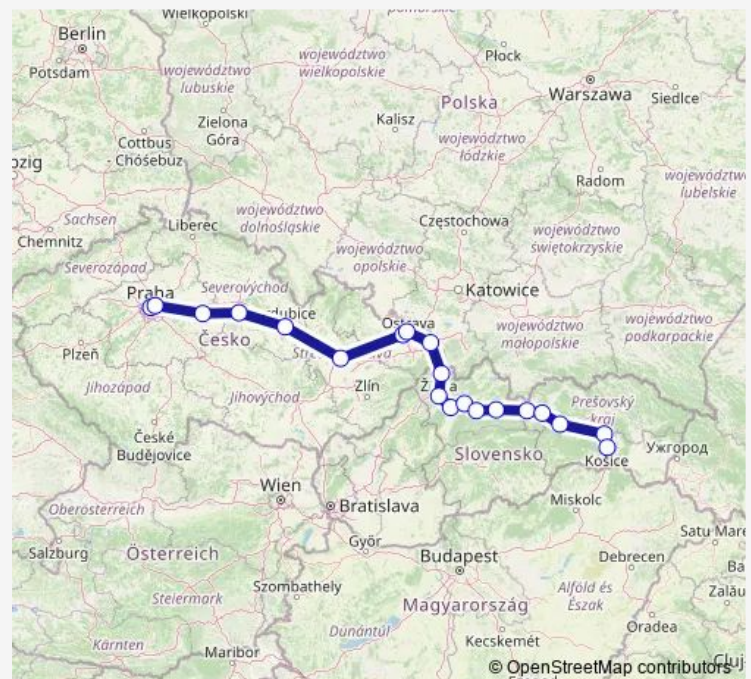 pomorskie
Wielkopolski
Berlin
Potsdam
województwo
lubuskie
województwo
wielkopolskie
Płock
Polska
Warszawa
Siedlce
Kalisz
Zielona
Góra
Cottbus
- Chóśebuz
województwo
łódzkie
Radom
województw
lubelskie
pzig
Sachsen
Chemnitz
Liberec
województwo
dolnośląskie
Częstochowa
województwo
świętokrzyskie
województwo
opolskie
Severozápad
Praha
Severovýchod
Katowice
Česko
Ostrava
województwo
małopolskie
województwo
podkarpackie
Plzeň
Jihozápad
Jihovýchod
Zlín
Prešovský
kraj
České
Budějovice
Slovensko
Košice
Ужгород
Wien
Bratislava
Miskolc
Oberösterreich
Salzburg
Österreich
Győr
Budapest
Debrecen
Satu Mare
Szombathely
Steiermark
Magyarország
Alföld és
Észak
Dunántúl
Oradea
Kärnten
Maribor
Kecskemét
© OpenStreetMap contributors